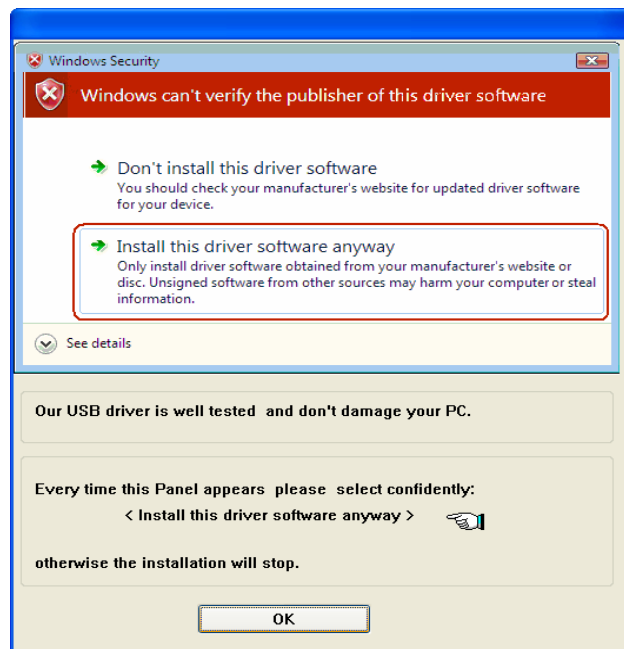 Windows Security
Windows can't verify the publisher of this driver software
Don't install this driver software
You should check your manufacturer's website for updated driver software
for your device.
Install this driver software anyway
Only install driver software obtained from your manufacturer's website or
disc. Unsigned software from other sources may harm your computer or steal
information.
See details
Our USB driver is well tested and don't damage your PC.
Every time this Panel appears please select confidently:
< Install this driver software anyway >
otherwise the installation will stop.
OK